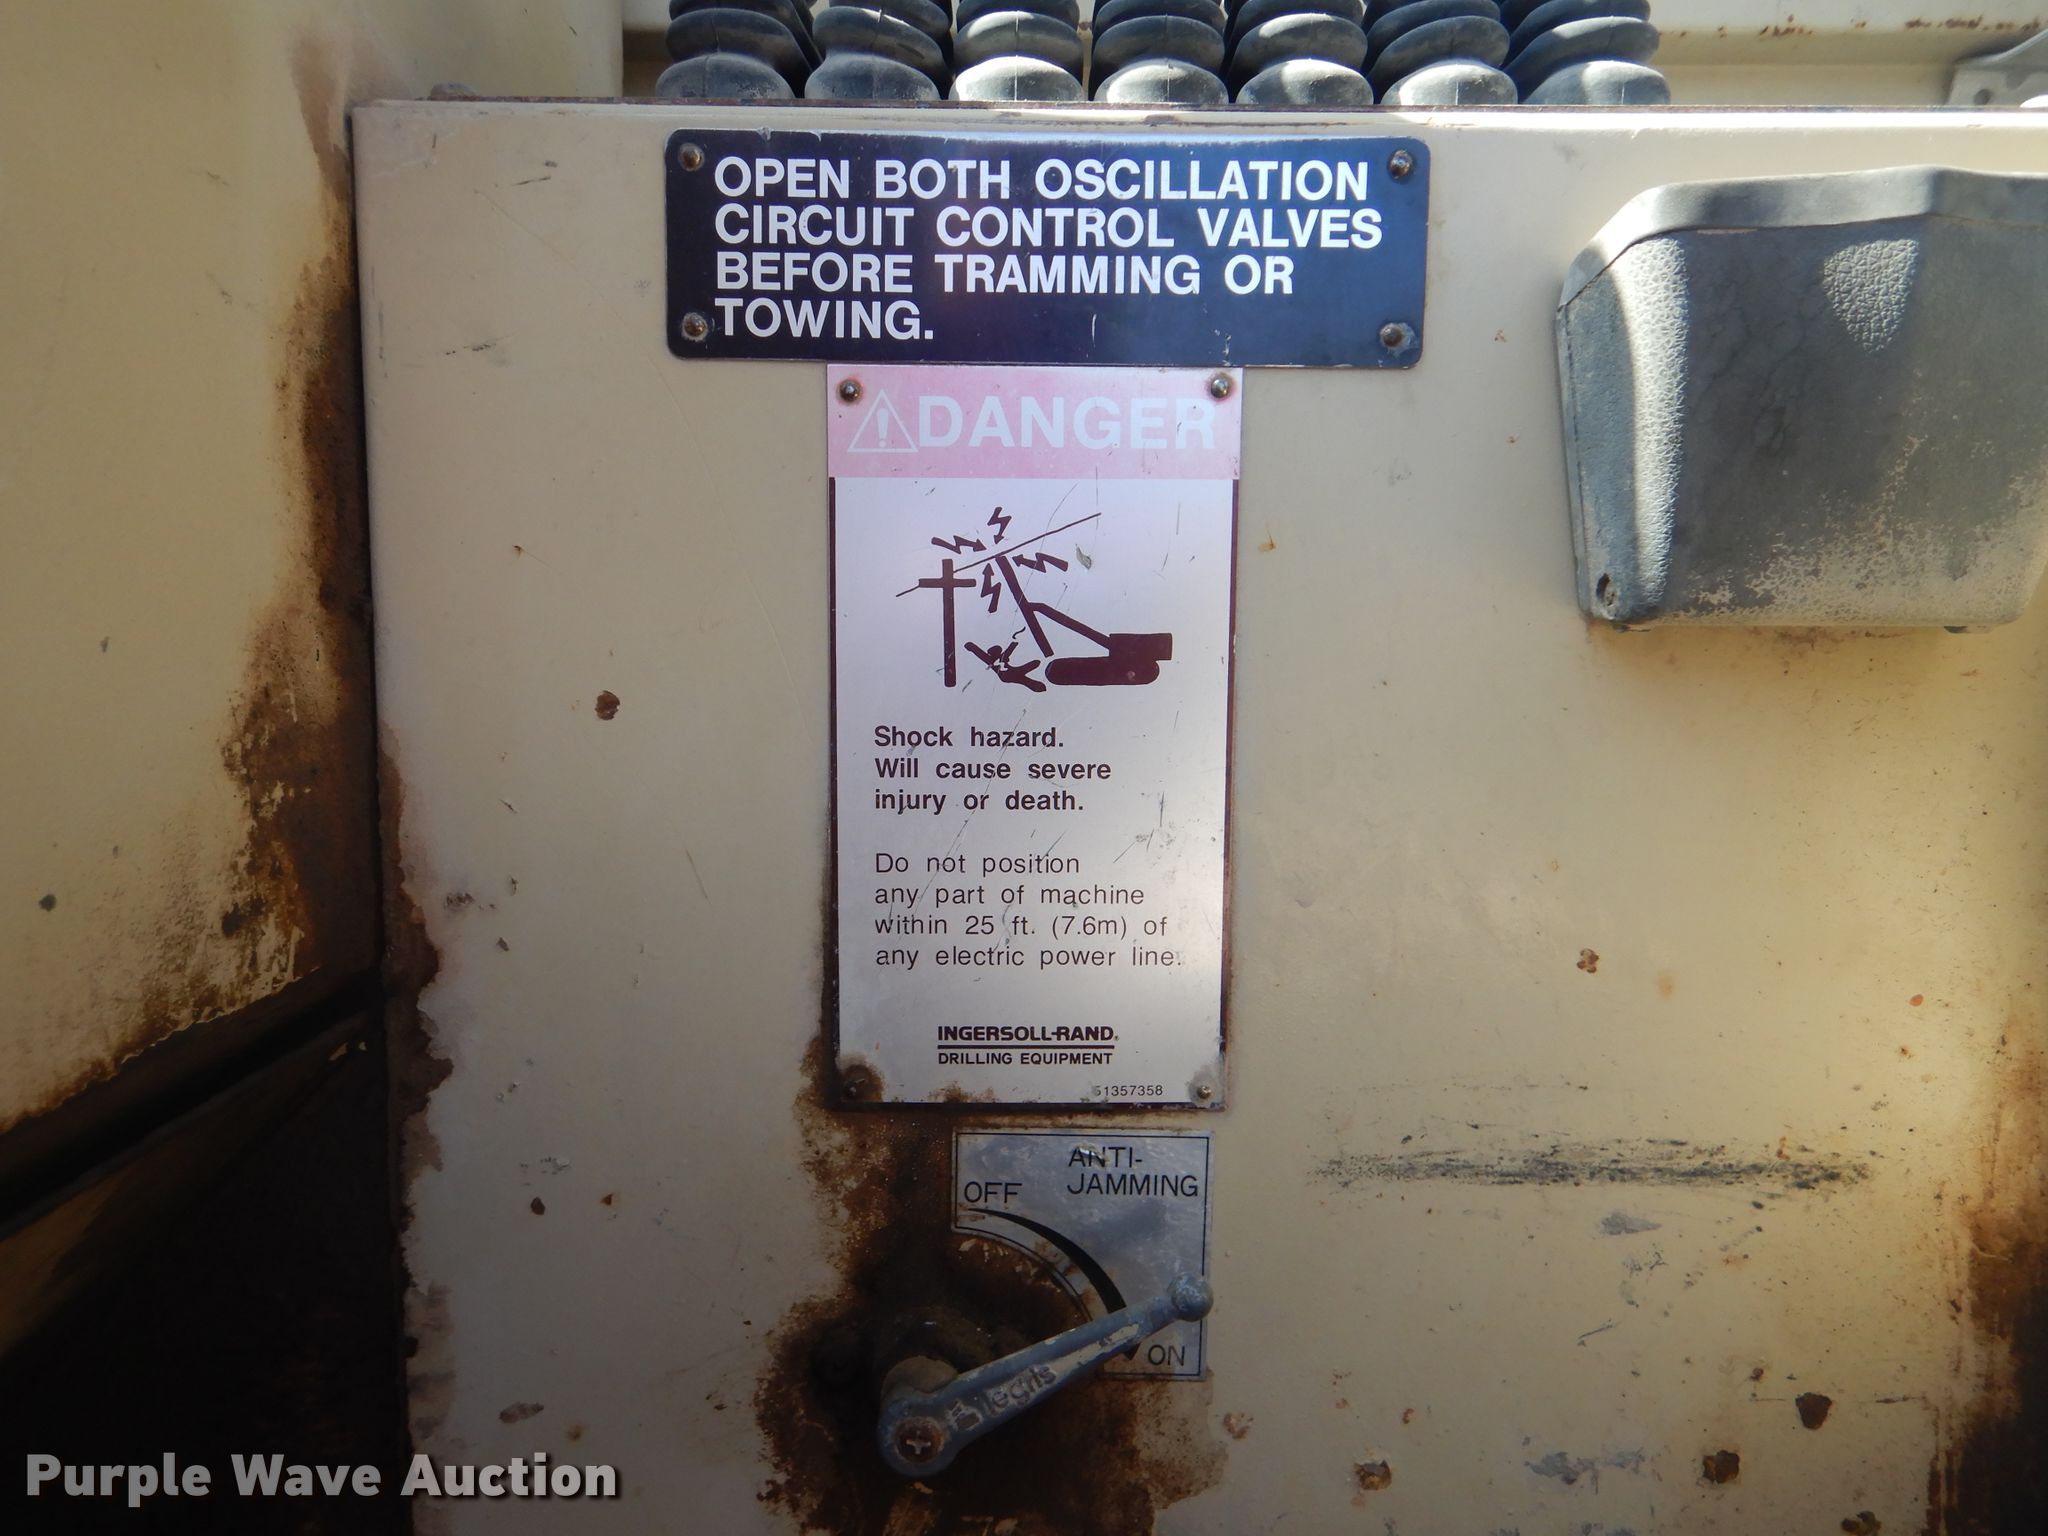 OPEN BOTH OSCILLATION
CIRCUIT CONTROL VALVES
BEFORE TRAMMING OR
TOWING.
DANGER
Shock hazard.
Will cause severe
injury or death.
Do not position
any part of machine
within 25 ft. (7.6m) of
any electric power line.
INGERSOLL-RAND®
DRILLING EQUIPMENT
51357358
ANTI-
JAMMING
OFF
ON
legris
Purple Wave Auction